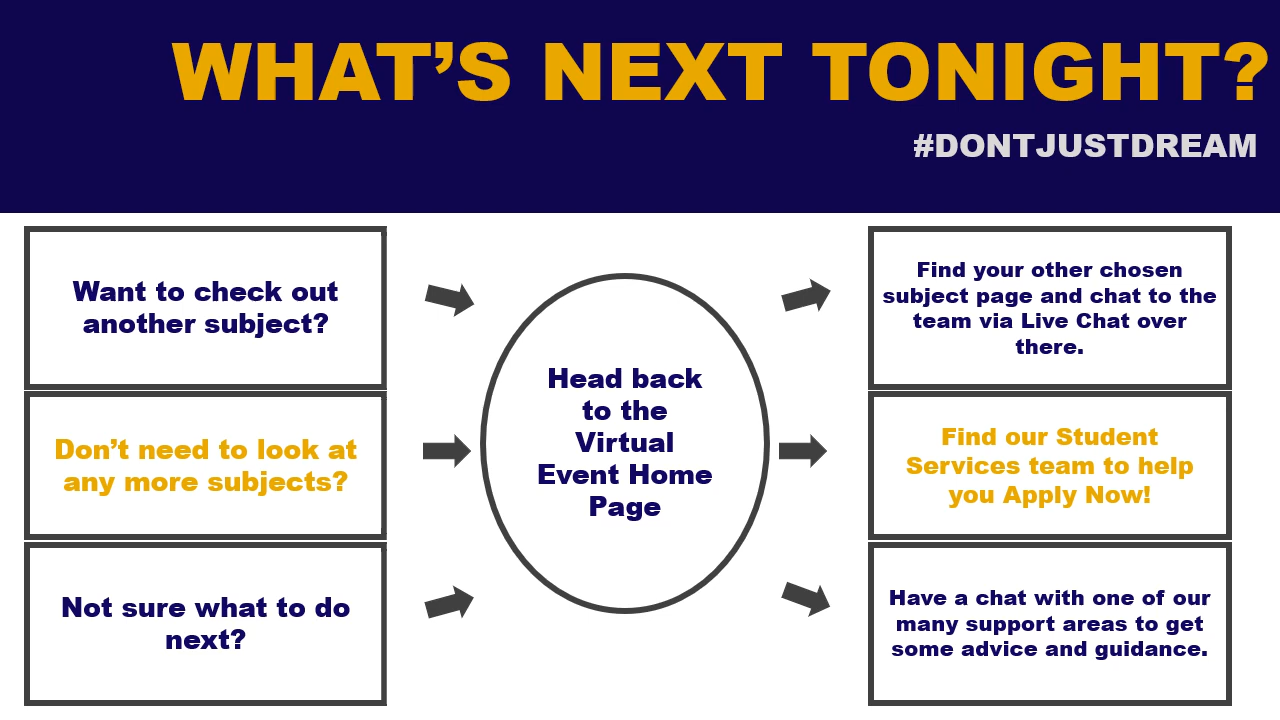 WHAT’S NEXT TONIGHT?
#DONTJUSTDREAM
Want to check out
another subject?
Don’t need to look at
any more subjects?
Not sure what to do
next?
Head back
to the
Virtual
Event Home
Page
Find your other chosen
subject page and chat to the
team via Live Chat over
there.
Find our Student
Services team to help
you Apply Now!
Have a chat with one of our
many support areas to get
some advice and guidance.